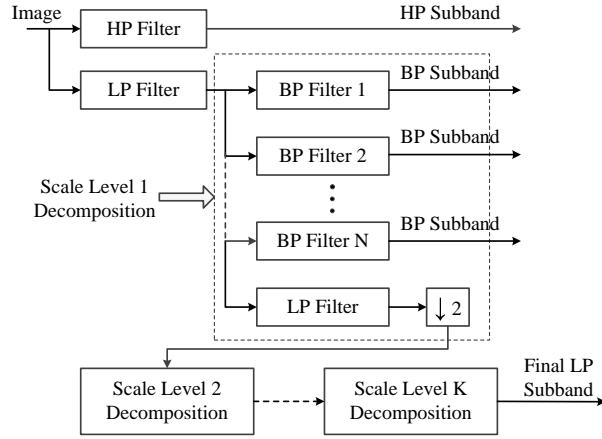 Image
HP Filter
HP Subband
LP Filter
BP Filter 1
BP Subband
BP Filter 2
BP Subband
Scale Level 1
Decomposition
BP Filter N
BP Subband
LP Filter
↓ 2
Scale Level 2
Decomposition
Scale Level K
Decomposition
Final LP
Subband